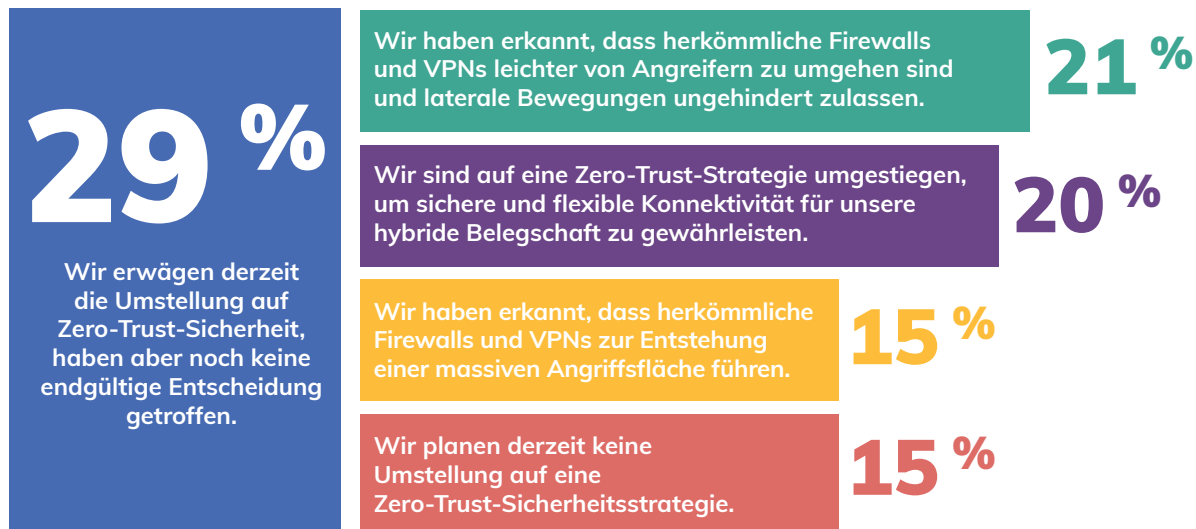 29 %
Wir erwägen derzeit
die Umstellung auf
Zero-Trust-Sicherheit,
haben aber noch keine
endgültige Entscheidung
getroffen.
Wir haben erkannt, dass herkömmliche Firewalls
und VPNs leichter von Angreifern zu umgehen sind
und laterale Bewegungen ungehindert zulassen.
21 %
Wir sind auf eine Zero-Trust-Strategie umgestiegen,
um sichere und flexible Konnektivität für unsere
hybride Belegschaft zu gewährleisten.
20 %
Wir haben erkannt, dass herkömmliche
Firewalls und VPNs zur Entstehung
einer massiven Angriffsfläche führen.
15 %
Wir planen derzeit keine
Umstellung auf eine
Zero-Trust-Sicherheitsstrategie.
15 %